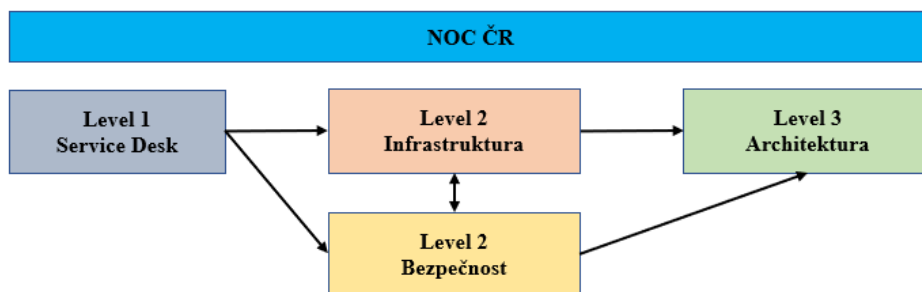 NOC ČR
Level 1
Service Desk
Level 2
Infrastruktura
Level 3
Architektura
Level 2
Bezpečnost